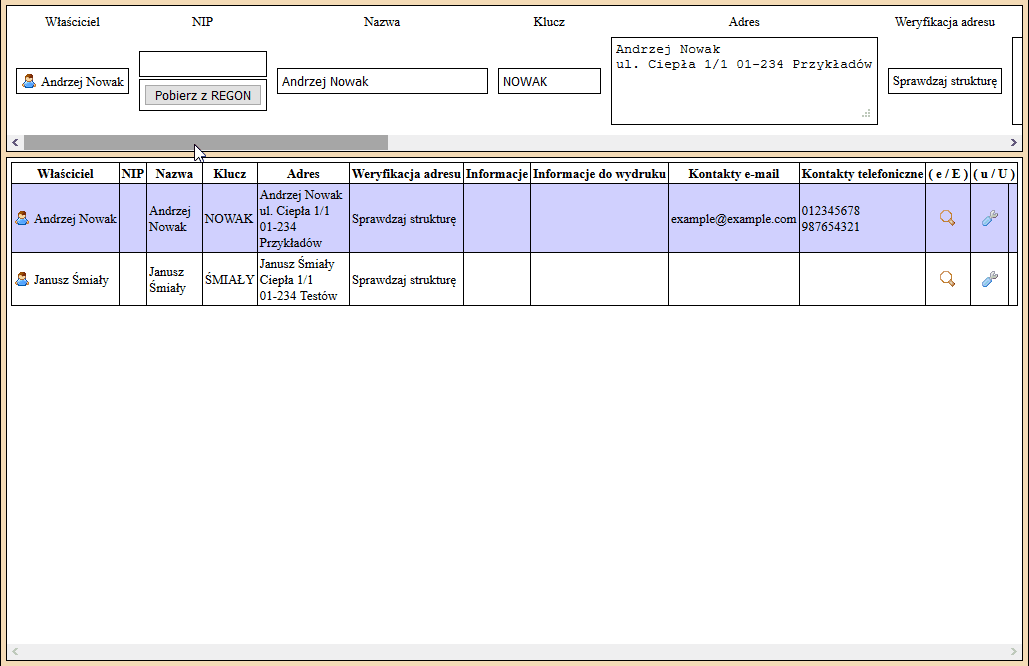 Właściciel NIP Nazwa Klucz Adres Weryfikacja adresu
Andrzej Nowak
Pobierz z REGON
Andrzej Nowak
NOWAK
Andrzej Nowak
ul. Ciepła 1/1 01-234 Przykładów
Sprawdzaj strukturę
Właściciel NIP Nazwa Klucz Adres Weryfikacja adresu Informacje Informacje do wydruku Kontakty e-mail Kontakty telefoniczne ( e / E ) ( u / U )
Andrzej Nowak
Andrzej
Nowak
NOWAK
Andrzej Nowak
ul. Ciepła 1/1
01-234
Przykładów
Sprawdzaj strukturę
example@example.com
012345678
987654321
Janusz Śmiały
Janusz
Śmiały
ŚMIAŁY
Janusz Śmiały
Ciepła 1/1
01-234 Testów
Sprawdzaj strukturę